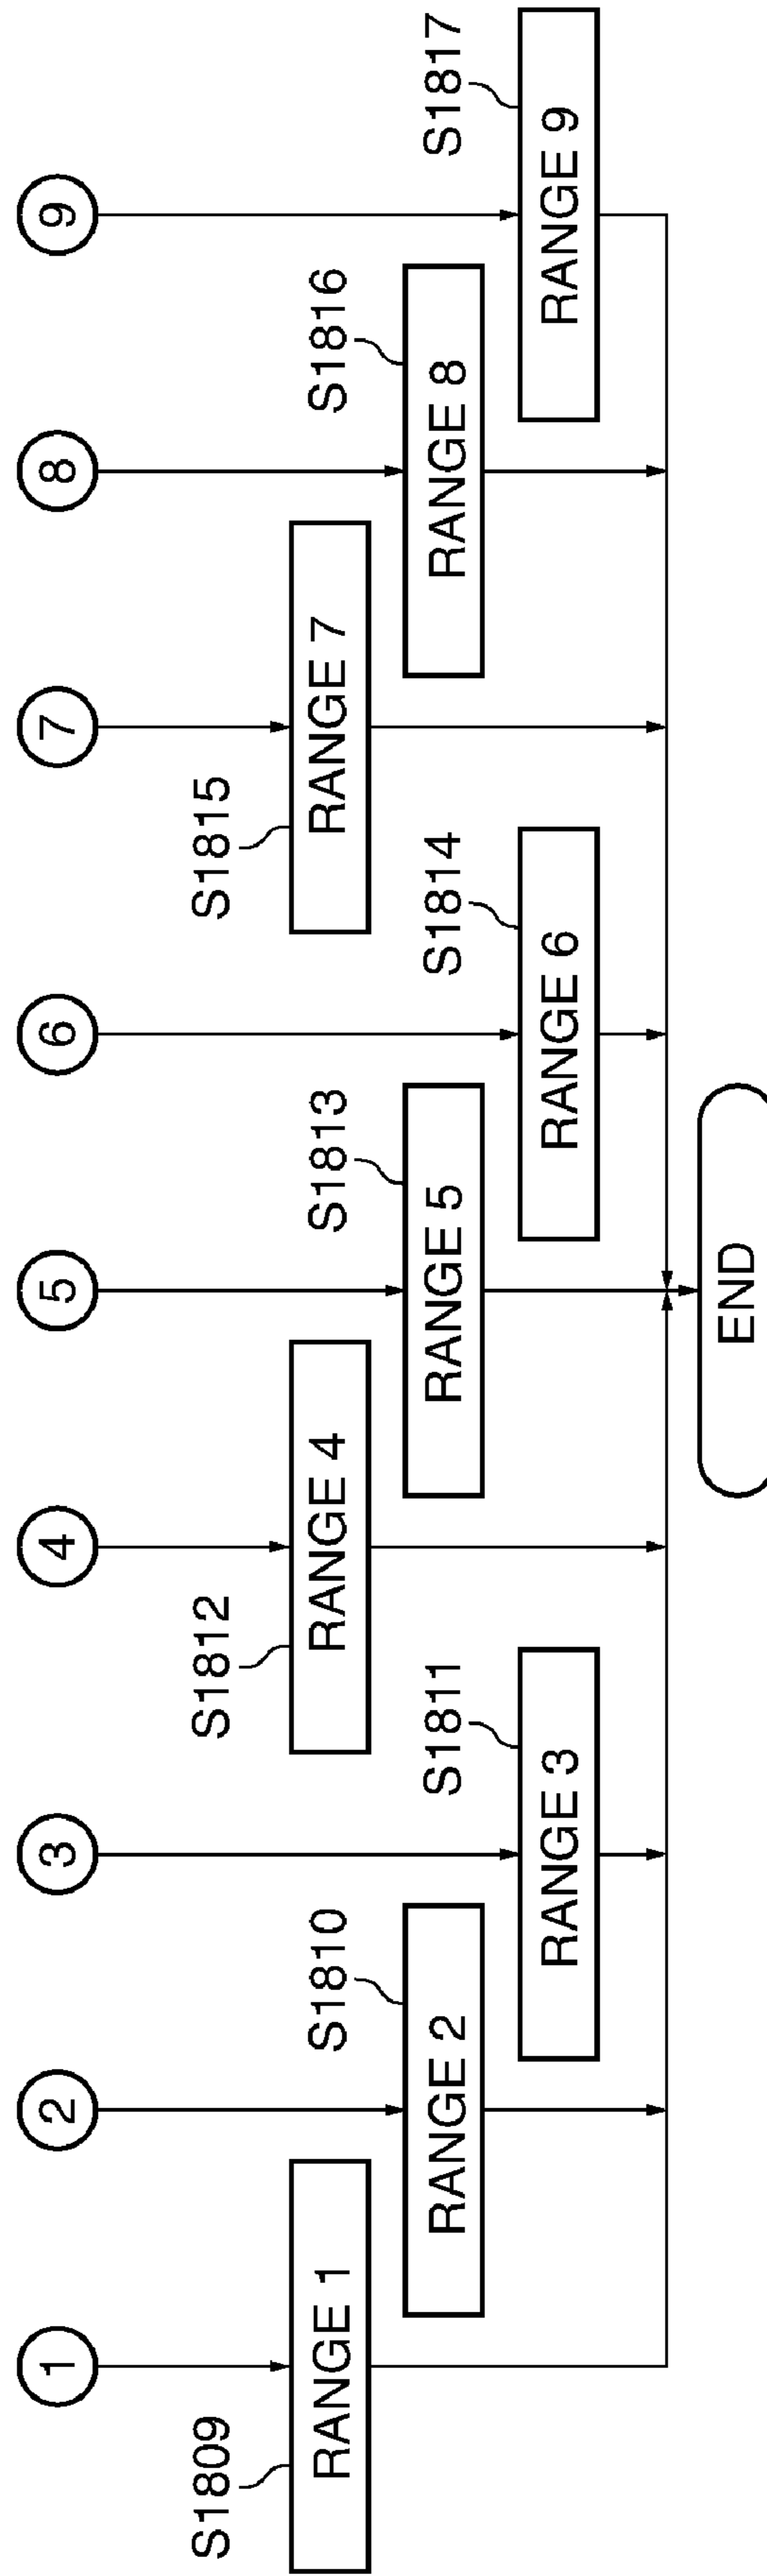 1
2
3
4
5
6
7
8
9
S1809
RANGE 1
S1810
RANGE 2
S1811
RANGE 3
S1812
RANGE 4
S1813
RANGE 5
S1814
RANGE 6
S1815
RANGE 7
S1816
RANGE 8
S1817
RANGE 9
END